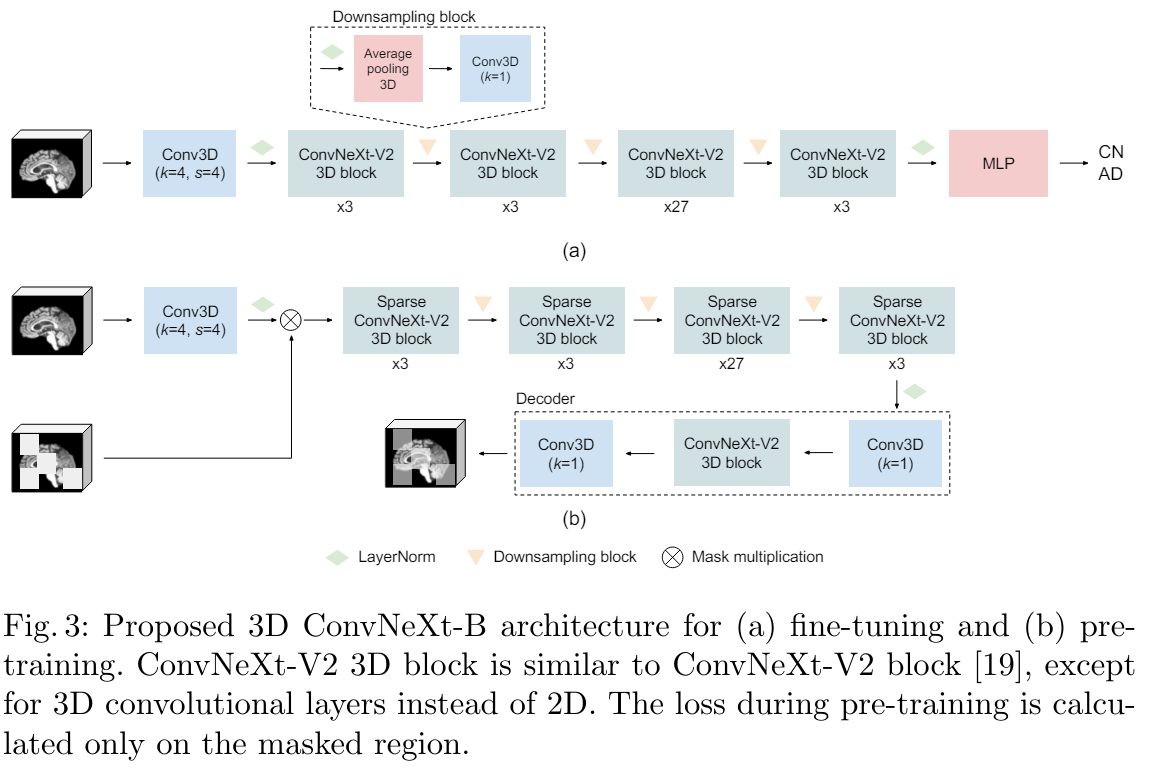 Downsampling block
Average
pooling
3D
Conv3D
(k=1)
Conv3D
(k=4, s=4)
ConvNeXt-V2
3D block
x3
ConvNeXt-V2
3D block
x3
ConvNeXt-V2
3D block
x27
ConvNeXt-V2
3D block
x3
MLP
CN
AD
(a)
Conv3D
(k=4, s=4)
Sparse
ConvNeXt-V2
3D block
x3
Sparse
ConvNeXt-V2
3D block
x3
Sparse
ConvNeXt-V2
3D block
x27
Sparse
ConvNeXt-V2
3D block
x3
Decoder
Conv3D
(k=1)
ConvNeXt-V2
3D block
Conv3D
(k=1)
(b)
LayerNorm
Downsampling block
Mask multiplication
Fig. 3: Proposed 3D ConvNeXt-B architecture for (a) fine-tuning and (b) pre-
training. ConvNeXt-V2 3D block is similar to ConvNeXt-V2 block [19], except
for 3D convolutional layers instead of 2D. The loss during pre-training is calcu-
lated only on the masked region.